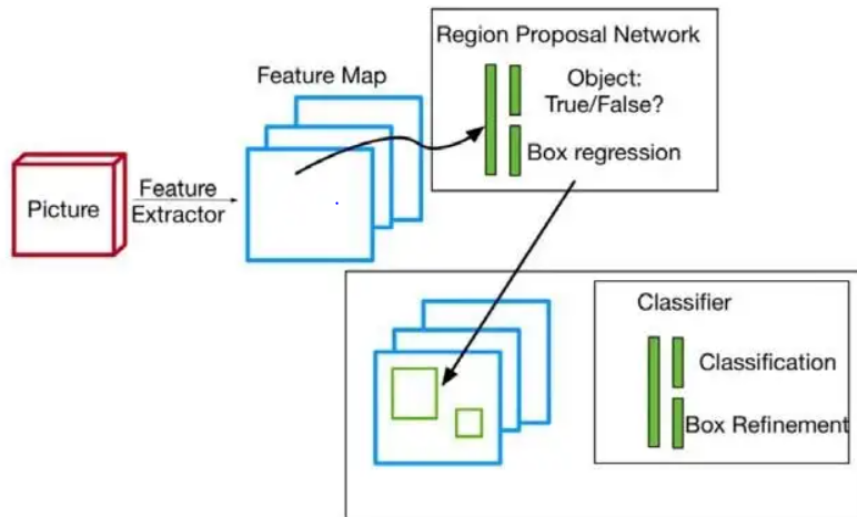 Region Proposal Network
Object:
True/False?
Box regression
Feature Map
Picture
Feature
Extractor
Classifier
Classification
Box Refinement